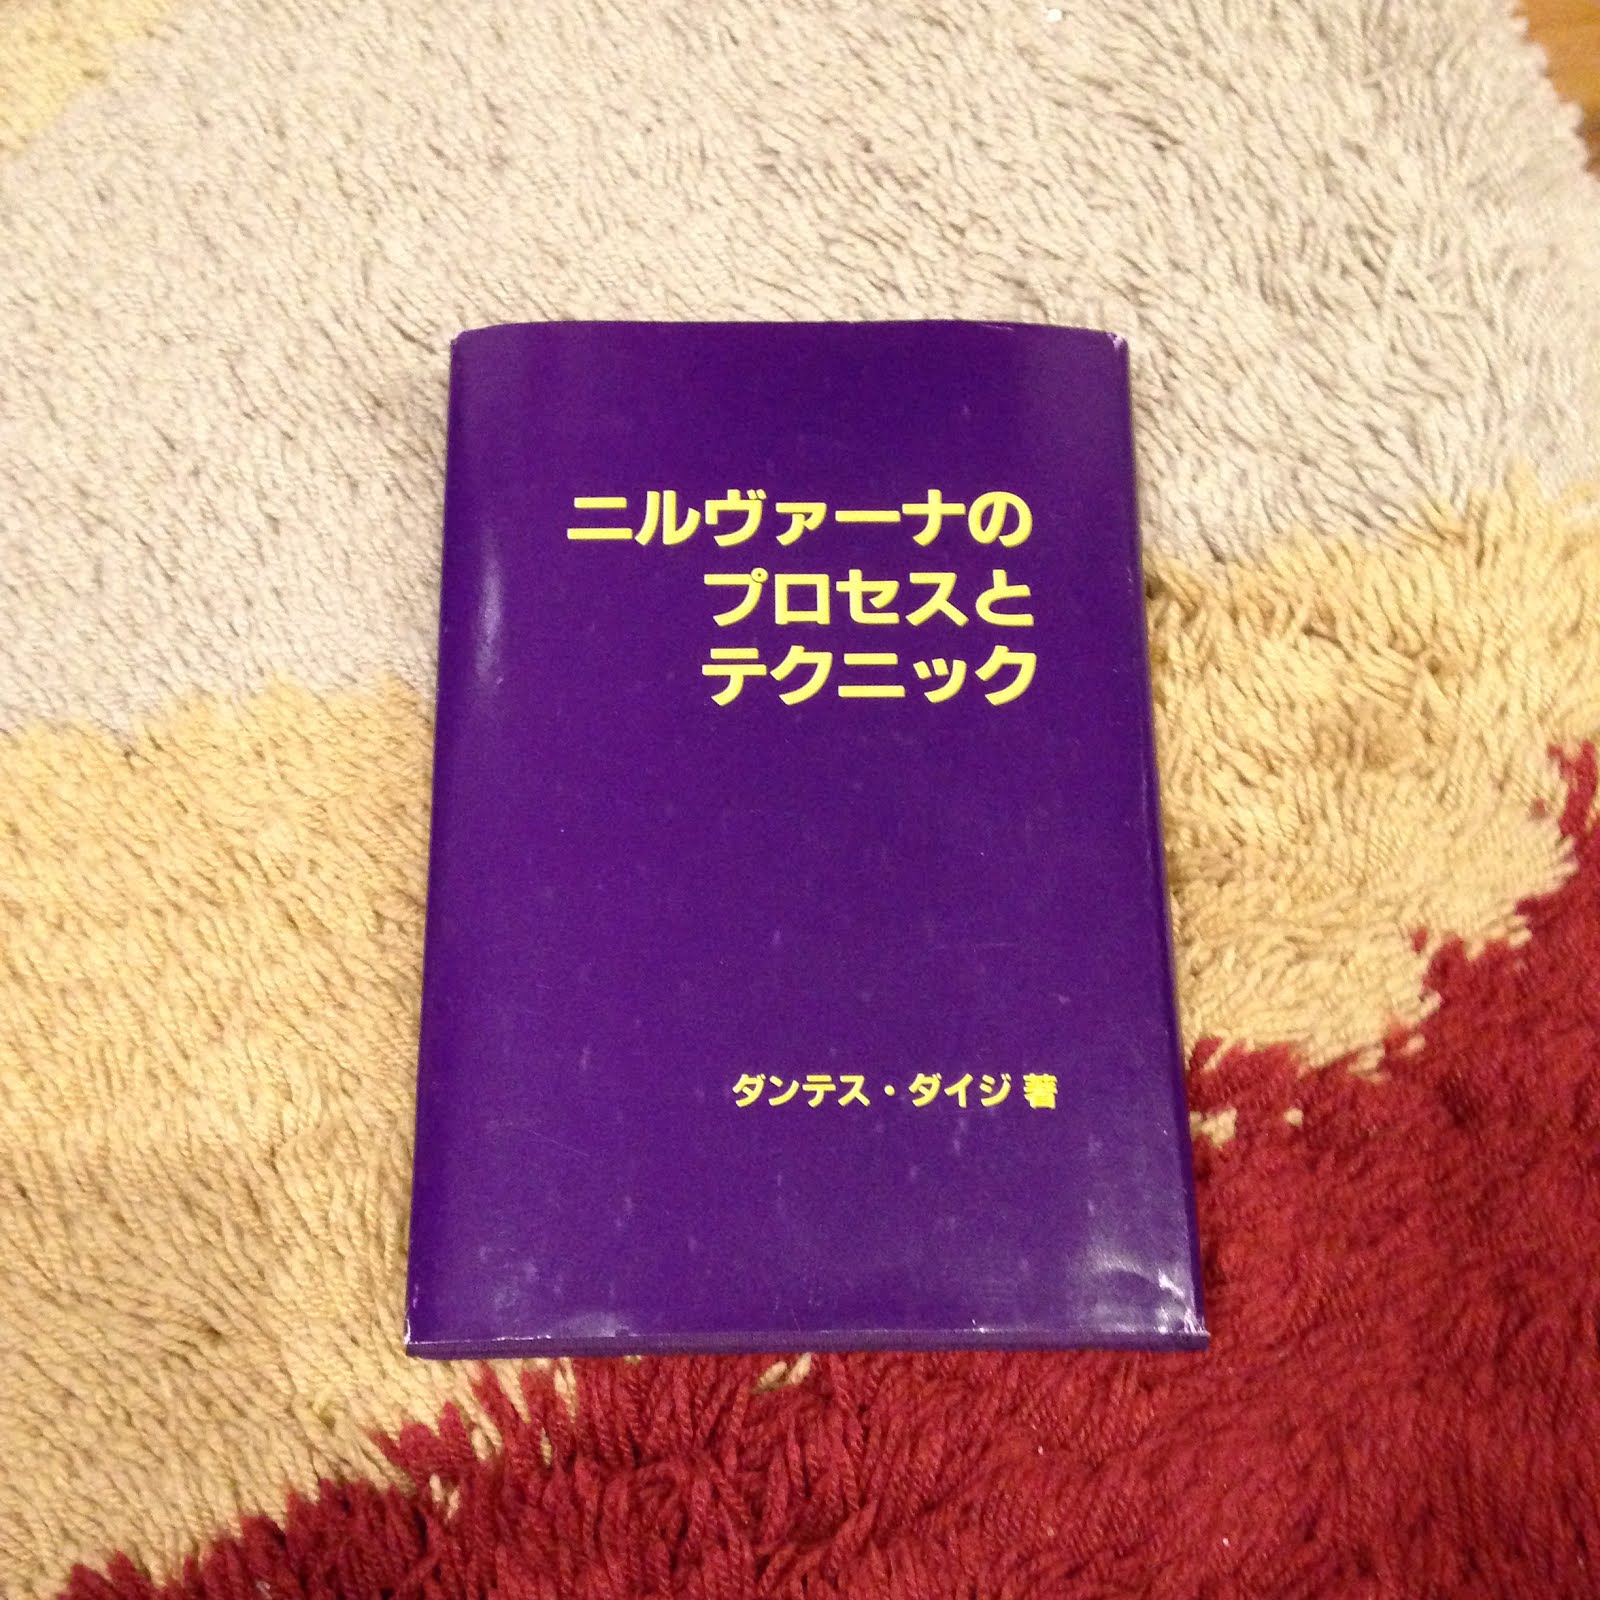 ニルヴァーナの
プロセスと
テクニック
ダンテス・ダイジ 著